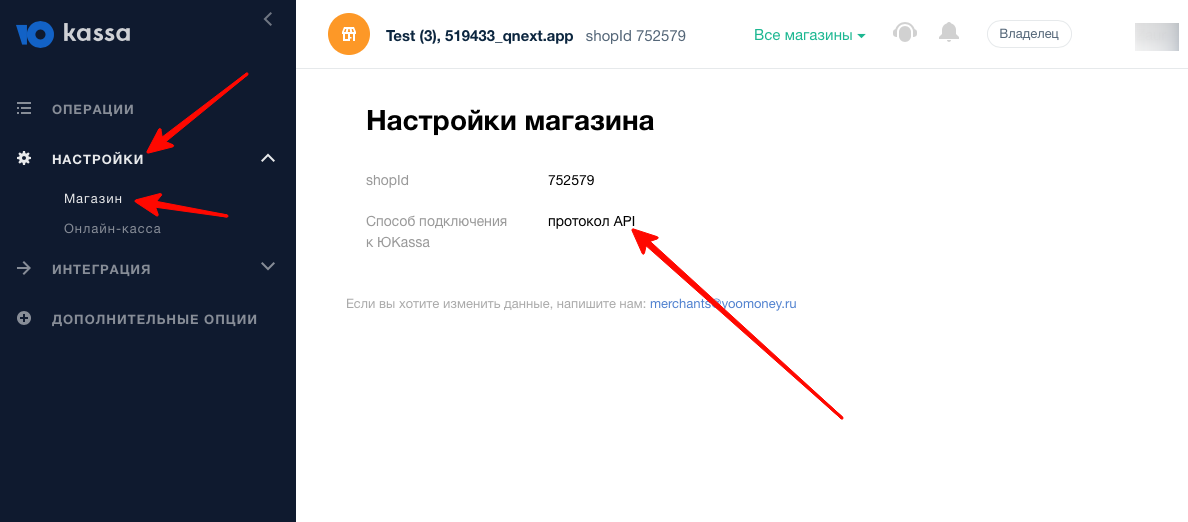 Ю kassa
Test (3), 519433_qnext.app shopId 752579 Все магазины Владелец
ОПЕРАЦИИ
НАСТРОЙКИ
Магазин
Онлайн-касса
ИНТЕГРАЦИЯ
ДОПОЛНИТЕЛЬНЫЕ ОПЦИИ
Настройки магазина
shopId 752579
Способ подключения протокол API
к ЮKassa
Если вы хотите изменить данные, напишите нам: merchants@yoomoney.ru